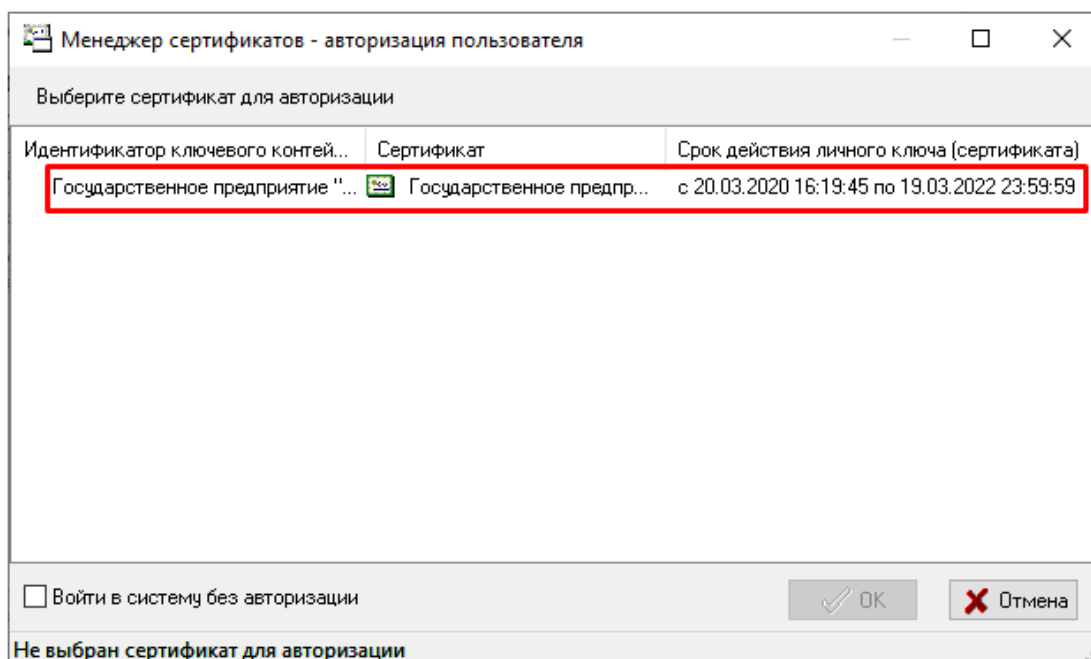 Менеджер сертификатов - авторизация пользователя
Выберите сертификат для авторизации
Идентификатор ключевого контей... Сертификат Срок действия личного ключа (сертификата)
Государственное предприятие "... Государственное предпр... с 20.03.2020 16:19:45 по 19.03.2022 23:59:59
Войти в систему без авторизации OK Отмена
Не выбран сертификат для авторизации